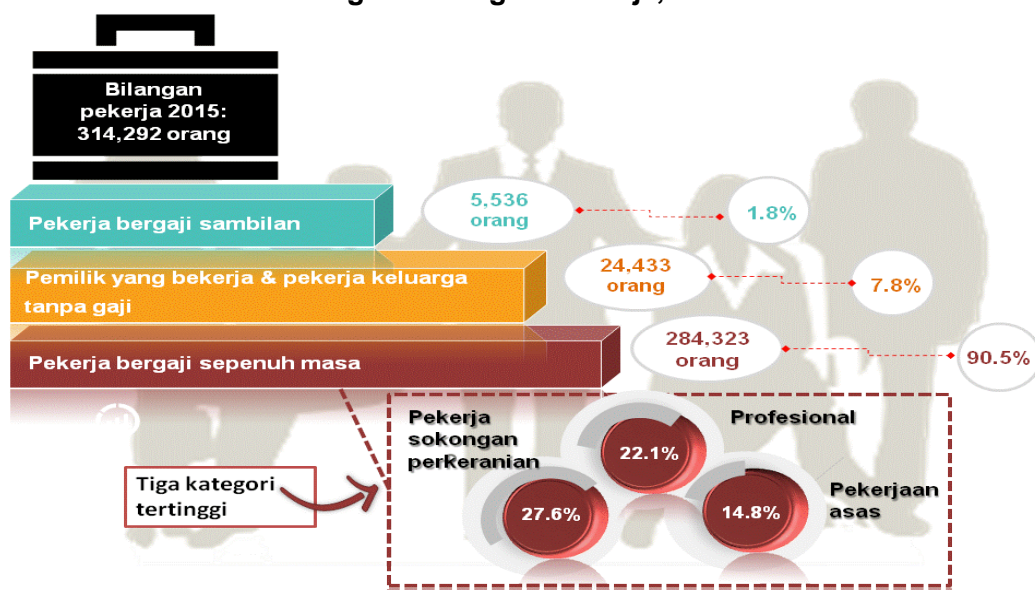 Bilangan
pekerja 2015:
314,292 orang
Pekerja bergaji sambilan
5,536
orang
1.8%
Pemilik yang bekerja & pekerja keluarga
tanpa gaji
24,433
orang
7.8%
Pekerja bergaji sepenuh masa
284,323
orang
90.5%
Tiga kategori
tertinggi
Pekerja
sokongan
perkeranian
27.6%
22.1%
Profesional
14.8%
Pekerjaan
asas